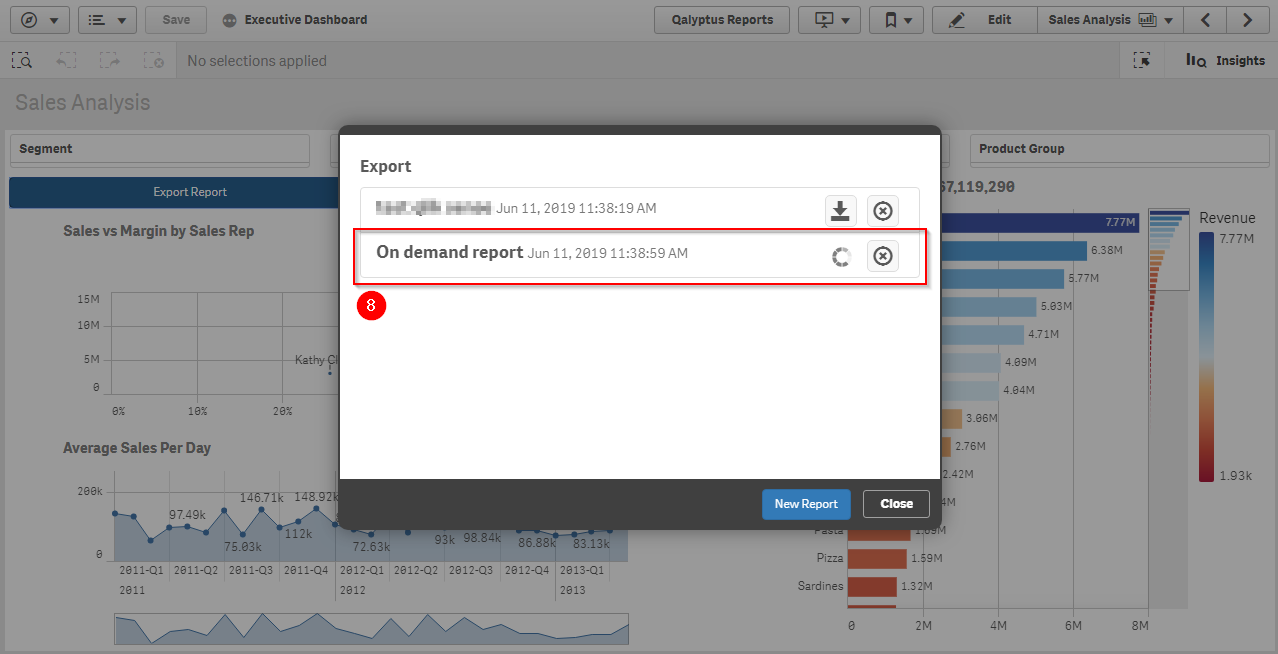 Save
Executive Dashboard
Qalyptus Reports
Edit
Sales Analysis
No selections applied
Insights
Sales Analysis
Segment
Product Group
Export Report
Export
Jun 11, 2019 11:38:19 AM
On demand report Jun 11, 2019 11:38:59 AM
8
New Report
Close
67,119,290
Sales vs Margin by Sales Rep
15M
10M
5M
0
Kathy Cl
0%
10%
20%
Average Sales Per Day
200k
0
97.49k
75.03k
146.71k
112k
148.92k
72.63k
93k
98.84k
86.88k
83.13k
2011-Q1
2011-Q2
2011-Q3
2011-Q4
2012-Q1
2012-Q2
2012-Q3
2012-Q4
2013-Q1
2011
2012
2013
7.77M
6.38M
5.77M
5.03M
4.71M
4.09M
4.04M
3.06M
2.76M
2.42M
4M
Pasta
1.69M
Pizza
1.59M
Sardines
1.32M
0
2M
4M
6M
8M
Revenue
7.77M
1.93k